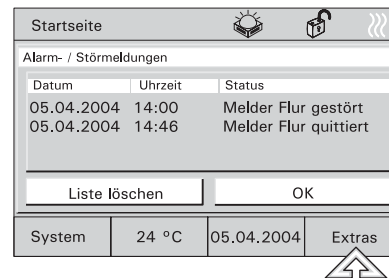 Startseite
Alarm- / Störmeldungen
Datum Uhrzeit Status
05.04.2004 14:00 Melder Flur gestört
05.04.2004 14:46 Melder Flur quittiert
Liste löschen OK
System 24 °C 05.04.2004 Extras